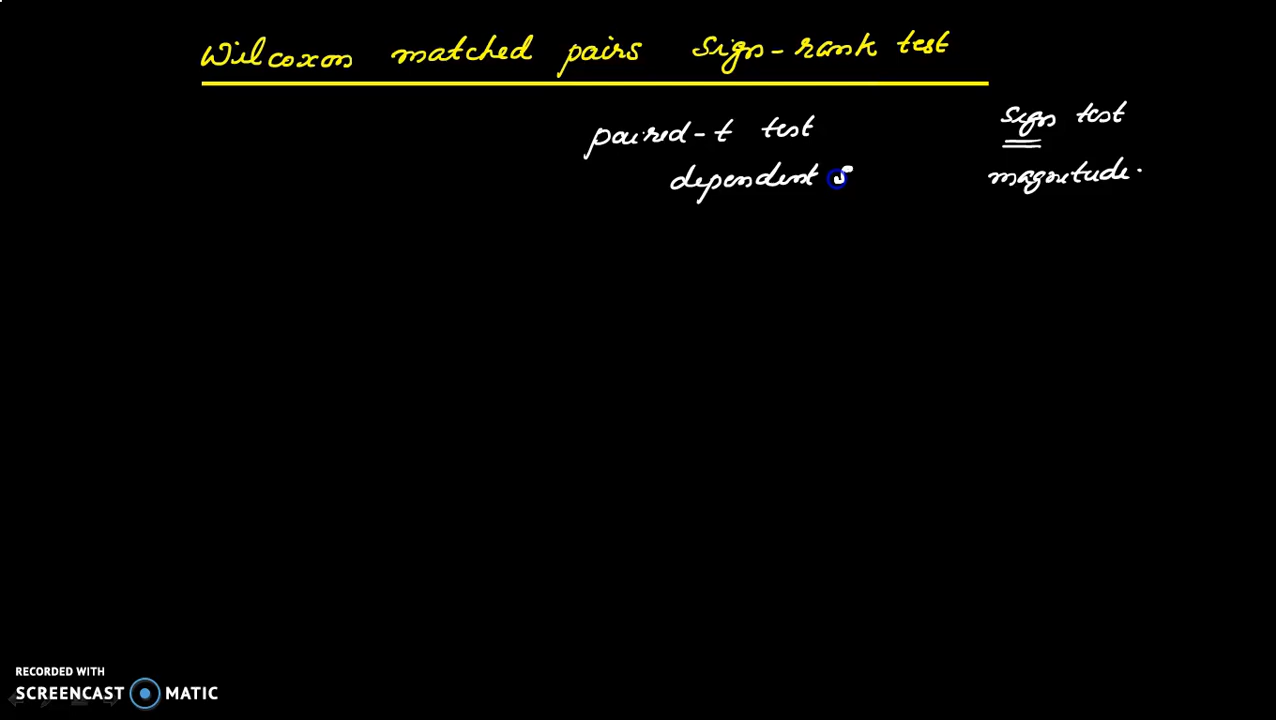 Wilcoxon matched pairs Sign-rank test
paired-t test
dependent s
sign test
magnitude.
RECORDED WITH
SCREENCAST MATIC